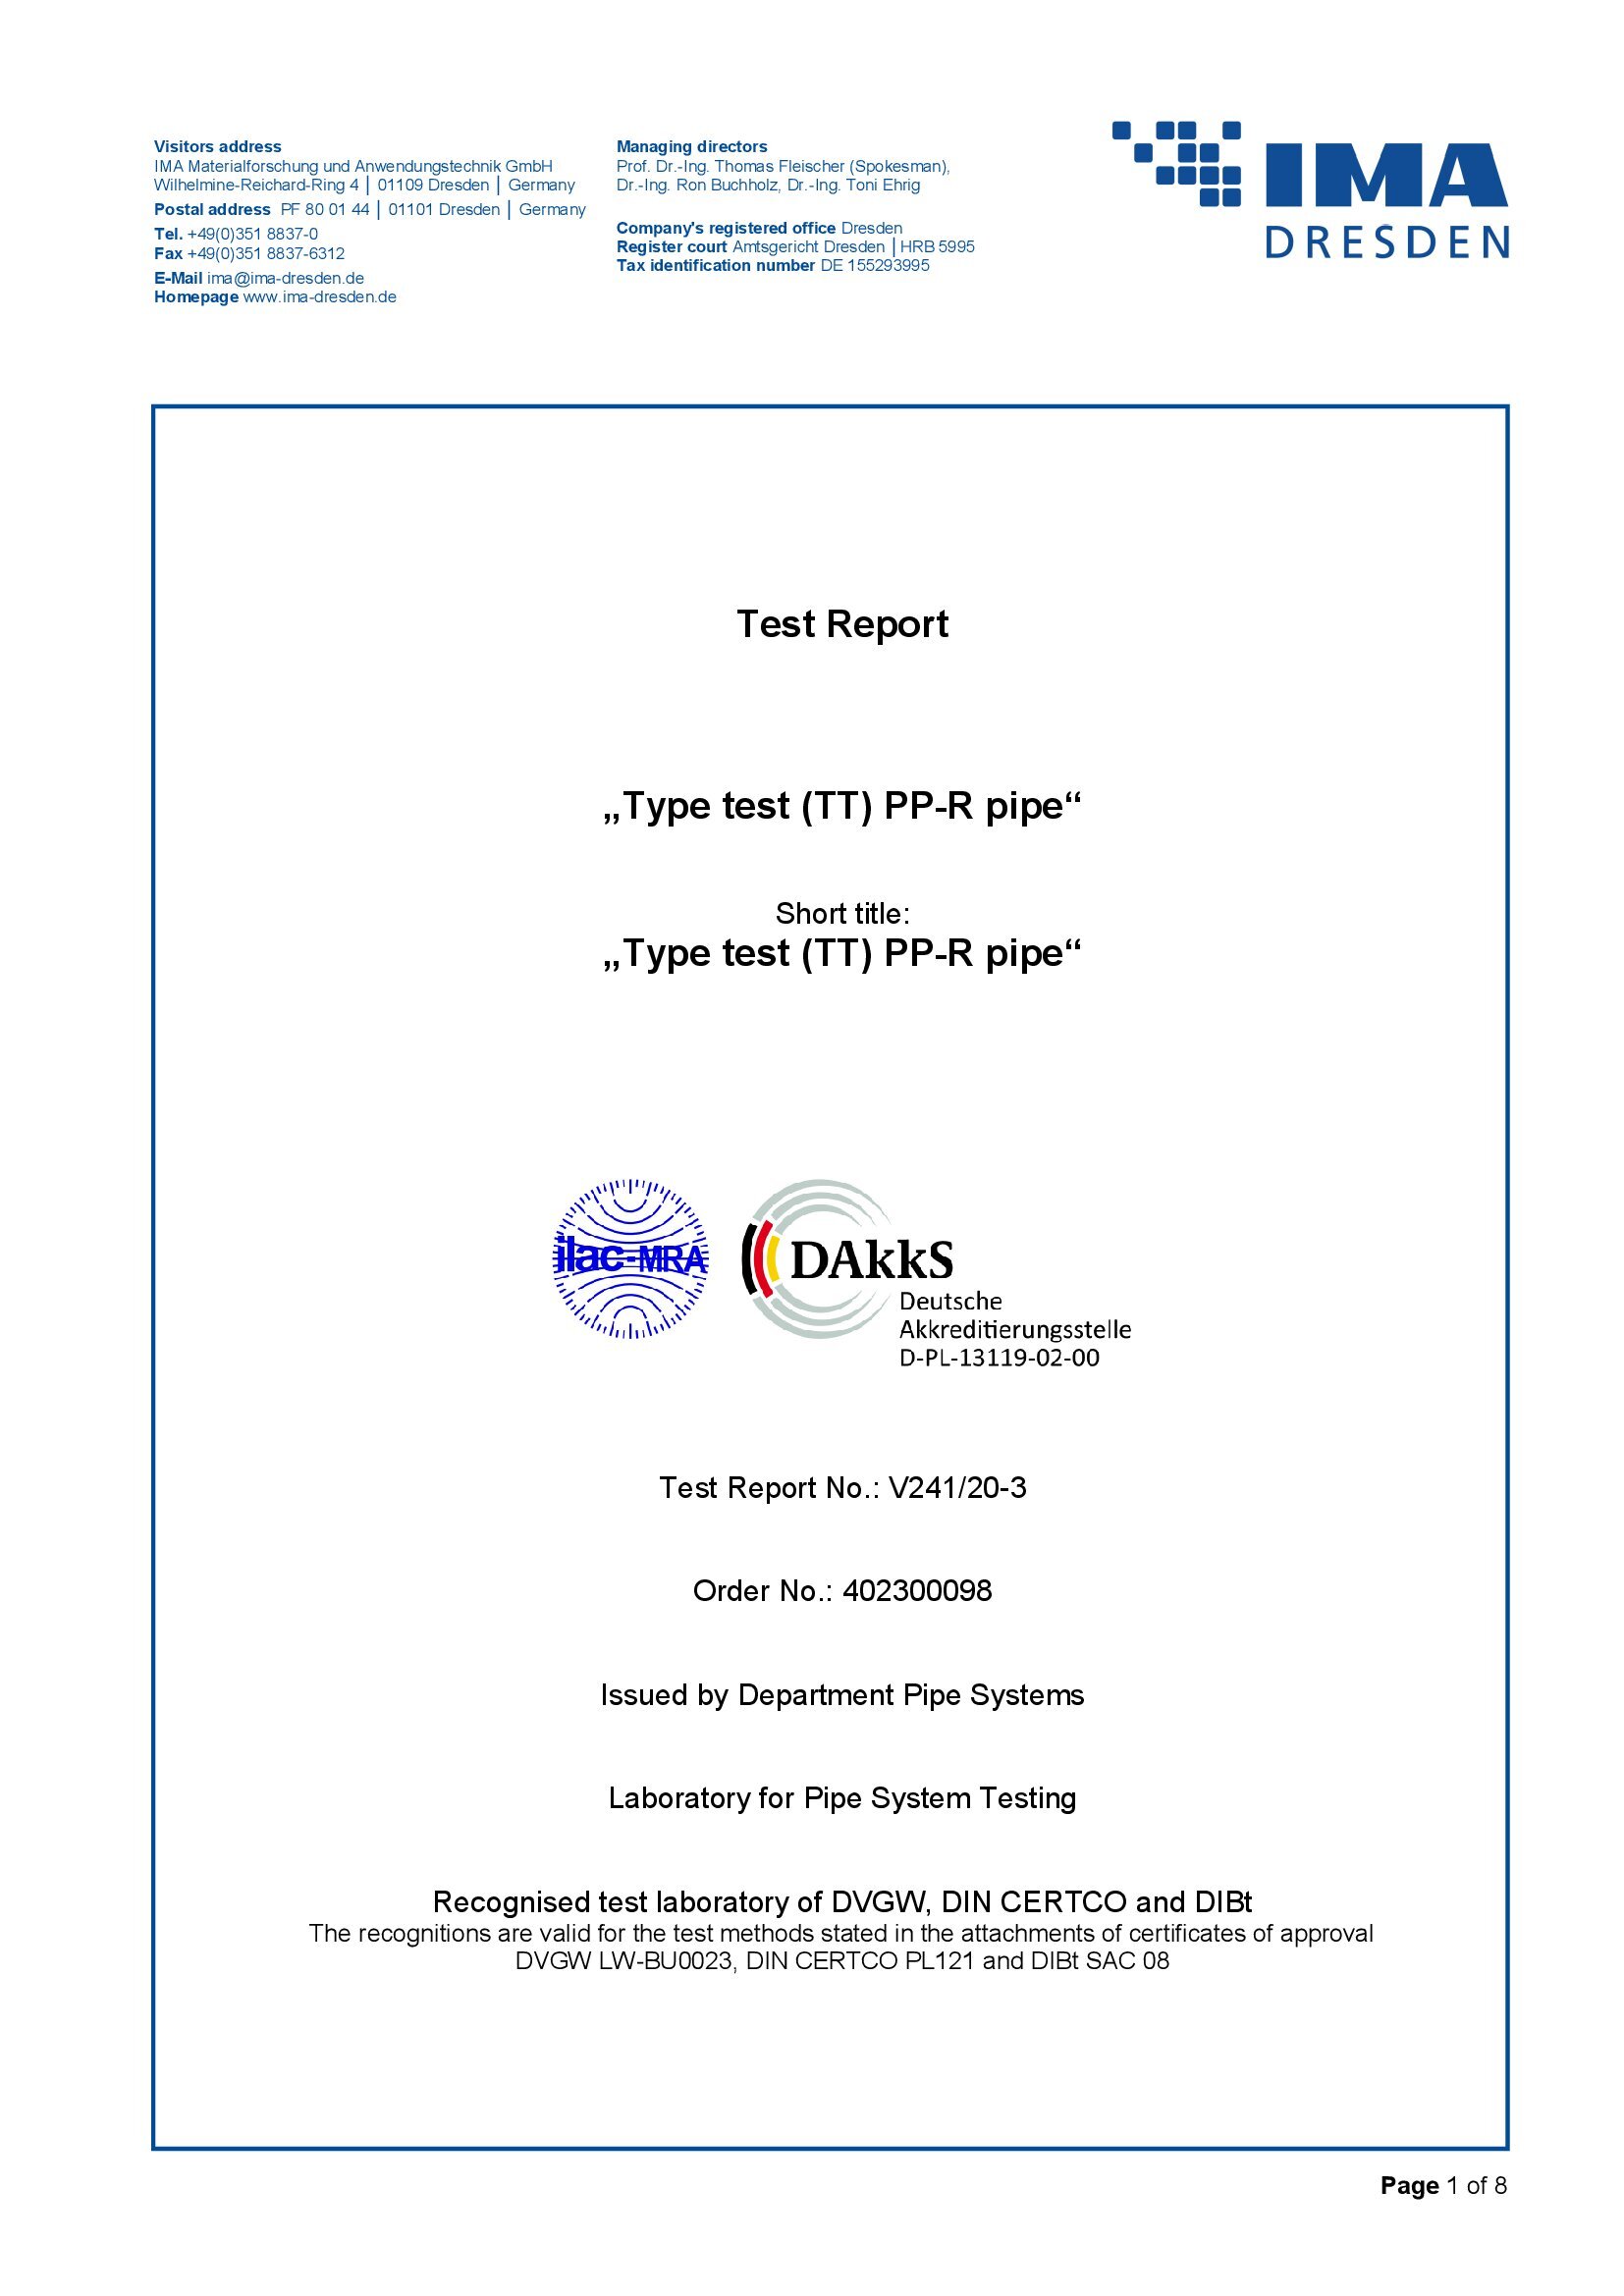 Visitors address
IMA Materialforschung und Anwendungstechnik GmbH
Wilhelmine-Reichard-Ring 4 | 01109 Dresden | Germany
Postal address PF 80 01 44 | 01101 Dresden | Germany
Tel. +49(0)351 8837-0
Fax +49(0)351 8837-6312
E-Mail ima@ima-dresden.de
Homepage www.ima-dresden.de
Managing directors
Prof. Dr.-Ing. Thomas Fleischer (Spokesman),
Dr.-Ing. Ron Buchholz, Dr.-Ing. Toni Ehrig
Company's registered office Dresden
Register court Amtsgericht Dresden | HRB 5995
Tax identification number DE 155293995
IMA
DRESDEN
Test Report
„Type test (TT) PP-R pipe“
Short title:
„Type test (TT) PP-R pipe“
ilac-MRA
DAkkS
Deutsche
Akkreditierungsstelle
D-PL-13119-02-00
Test Report No.: V241/20-3
Order No.: 402300098
Issued by Department Pipe Systems
Laboratory for Pipe System Testing
Recognised test laboratory of DVGW, DIN CERTCO and DIBt
The recognitions are valid for the test methods stated in the attachments of certificates of approval
DVGW LW-BU0023, DIN CERTCO PL121 and DIBt SAC 08
Page 1 of 8